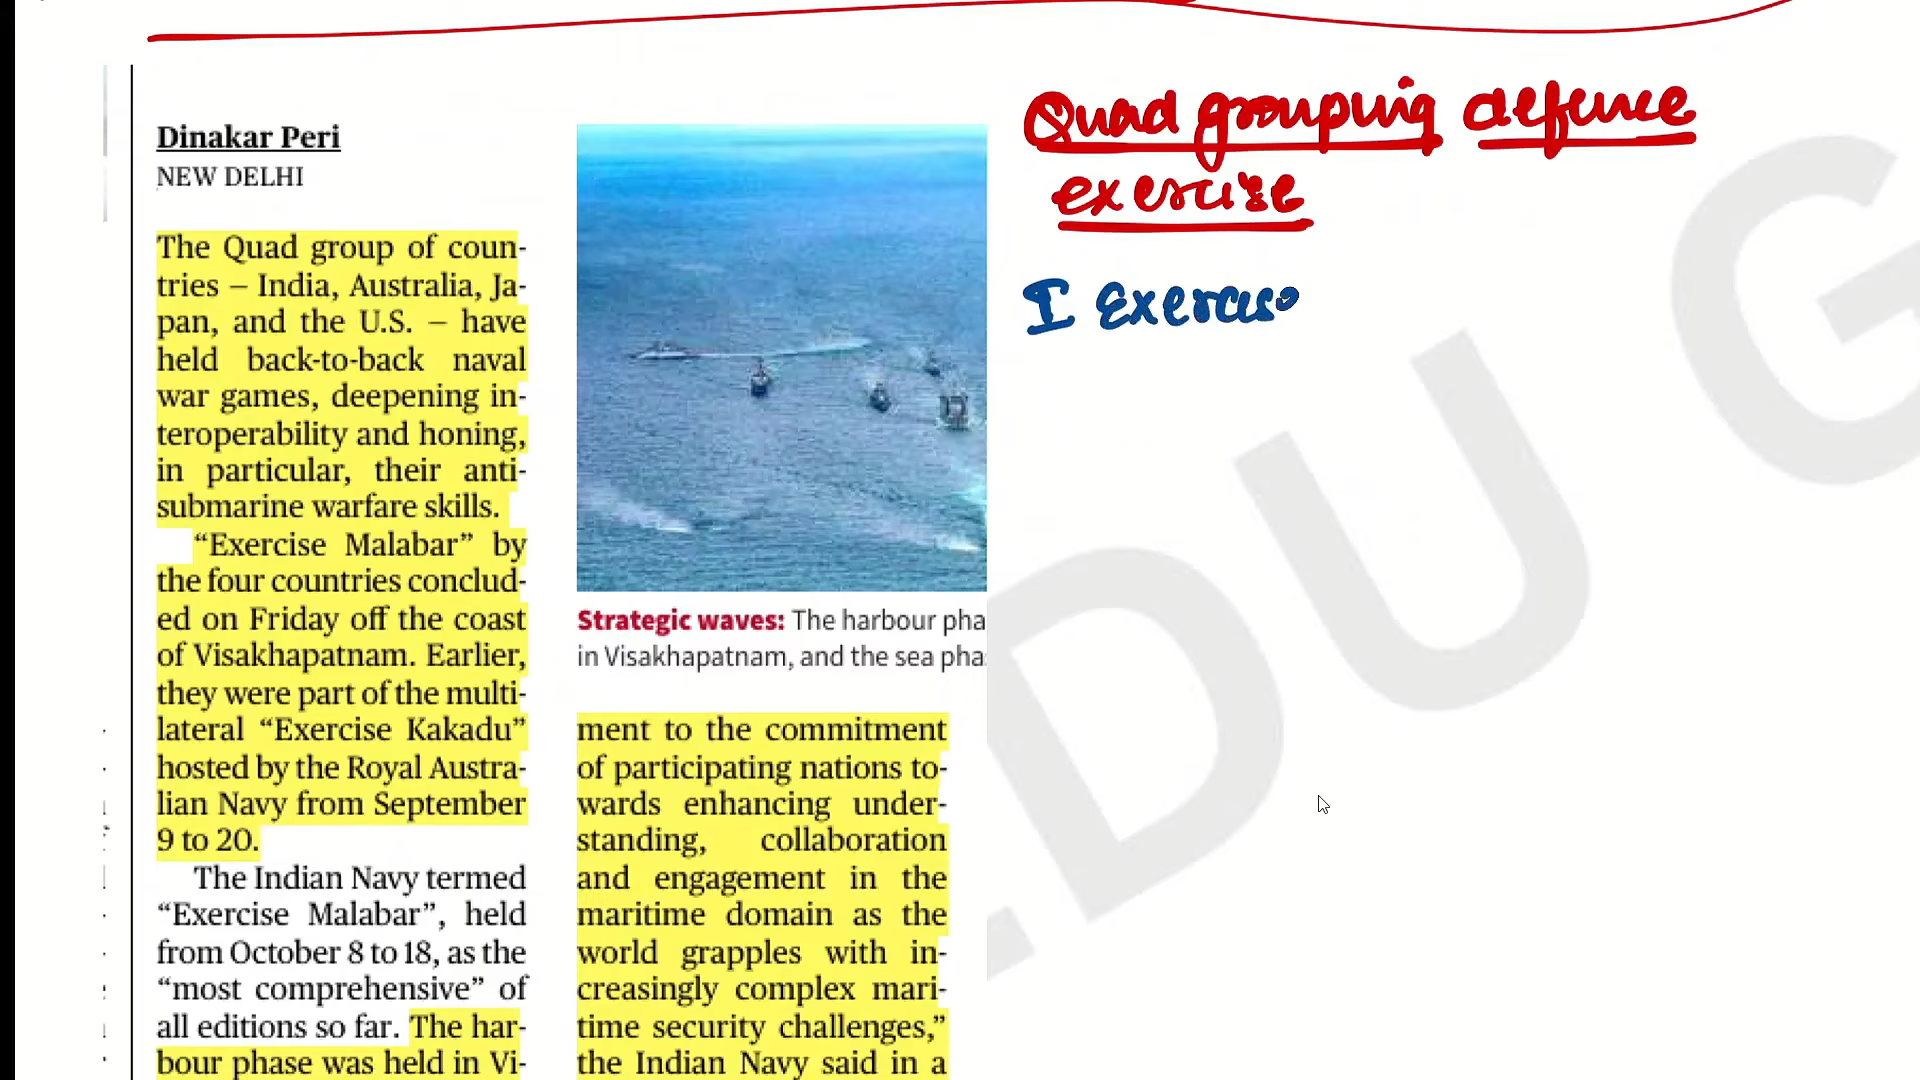 Dinakar Peri
NEW DELHI
The Quad group of coun-
tries – India, Australia, Ja-
pan, and the U.S. – have
held back-to-back naval
war games, deepening in-
teroperability and honing,
in particular, their anti-
submarine warfare skills.
“Exercise Malabar” by
the four countries conclud-
ed on Friday off the coast
of Visakhapatnam. Earlier,
they were part of the multi-
lateral “Exercise Kakadu”
hosted by the Royal Austra-
lian Navy from September
9 to 20.
The Indian Navy termed
“Exercise Malabar”, held
from October 8 to 18, as the
“most comprehensive” of
all editions so far. The har-
bour phase was held in Vi-
Strategic waves: The harbour pha
in Visakhapatnam, and the sea pha
ment to the commitment
of participating nations to-
wards enhancing under-
standing, collaboration
and engagement in the
maritime domain as the
world grapples with in-
creasingly complex mari-
time security challenges,”
the Indian Navy said in a
Quad grouping defence
exercise
I Exercise
EDU G